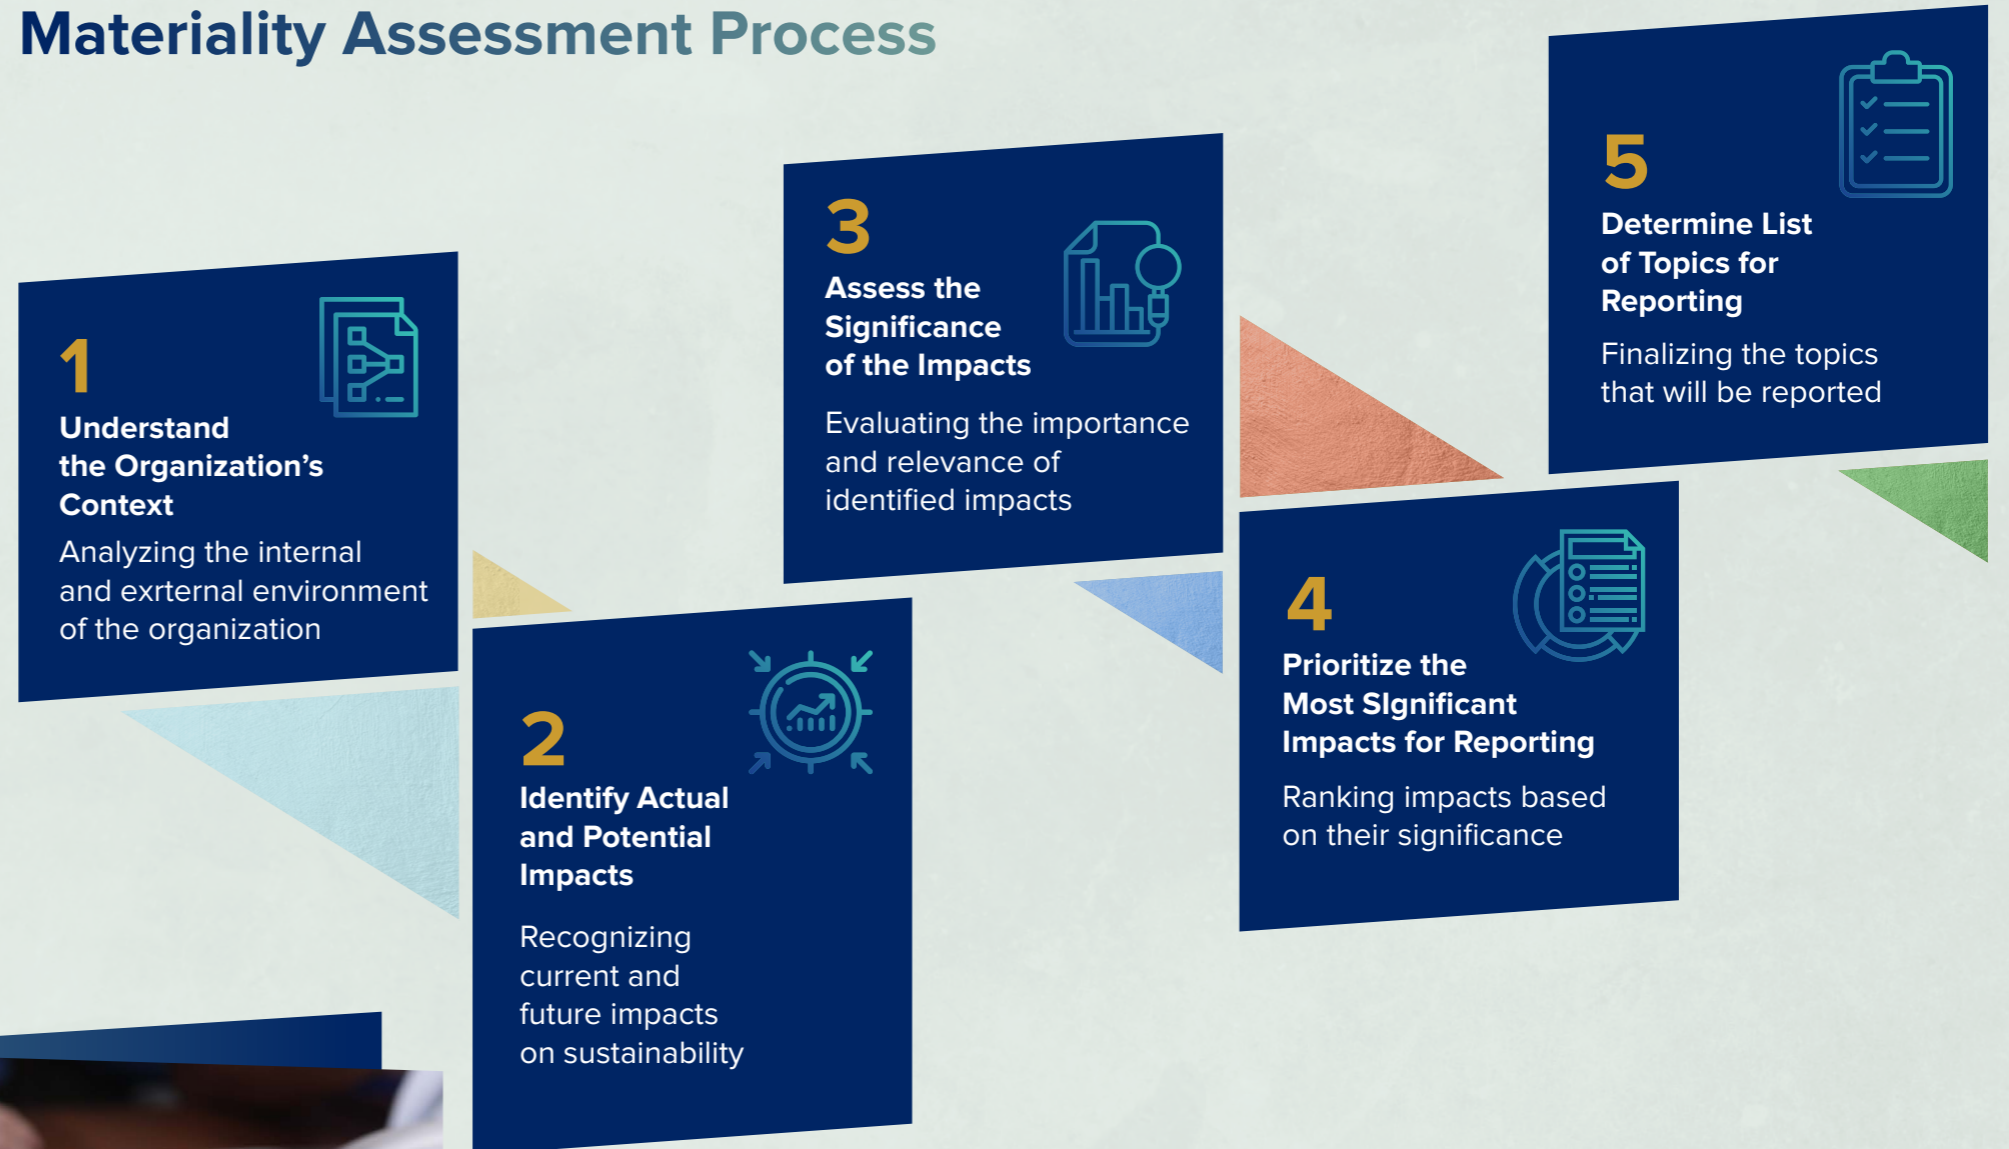 Materiality Assessment Process
1
Understand
the Organization’s
Context
Analyzing the internal
and exrternal environment
of the organization
2
Identify Actual
and Potential
Impacts
Recognizing
current and
future impacts
on sustainability
3
Assess the
Significance
of the Impacts
Evaluating the importance
and relevance of
identified impacts
4
Prioritize the
Most SIgnificant
Impacts for Reporting
Ranking impacts based
on their significance
5
Determine List
of Topics for
Reporting
Finalizing the topics
that will be reported